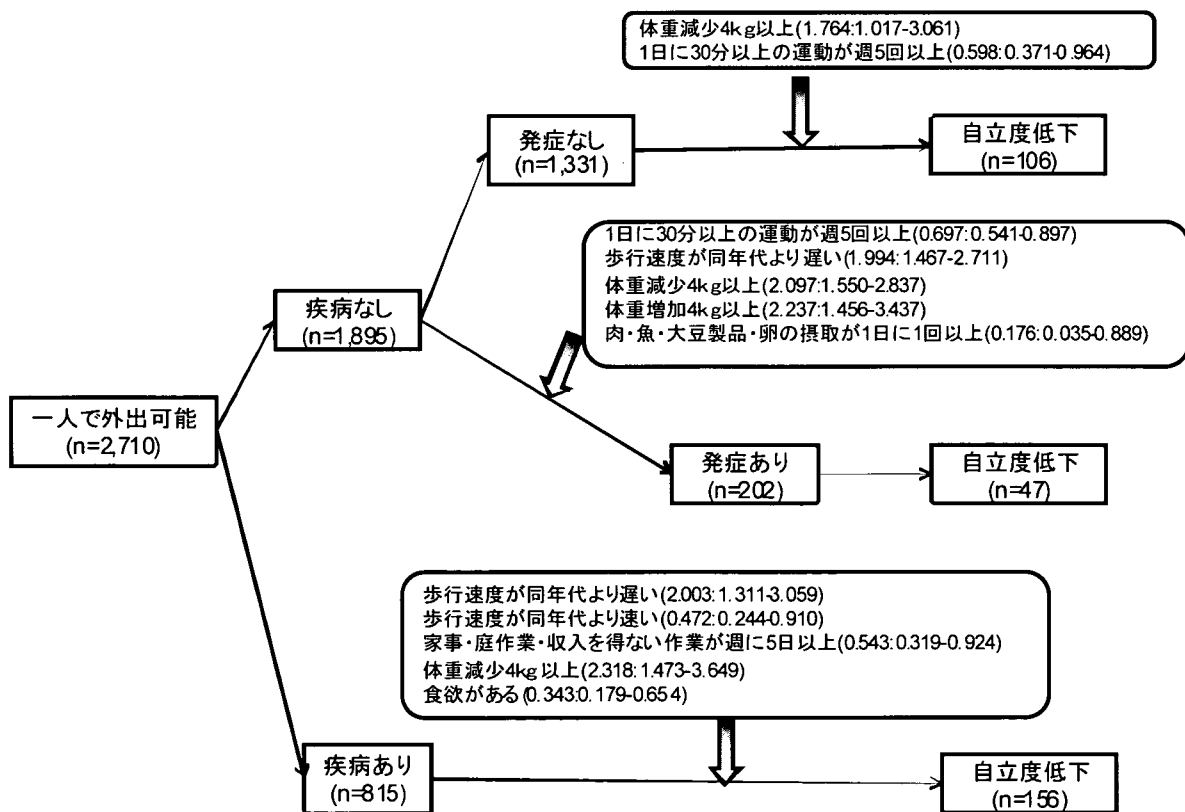 体重減少4kg以上(1.764:1.017-3.061)
1日に30分以上の運動が週5回以上(0.598:0.371-0.964)
発症なし
(n=1,331)
自立度低下
(n=106)
1日に30分以上の運動が週5回以上(0.697:0.541-0.897)
歩行速度が同年代より遅い(1.994:1.467-2.711)
体重減少4kg以上(2.097:1.550-2.837)
体重増加4kg以上(2.237:1.456-3.437)
肉・魚・大豆製品・卵の摂取が1日に1回以上(0.176:0.035-0.889)
疾病なし
(n=1,895)
一人で外出可能
(n=2,710)
発症あり
(n=202)
自立度低下
(n=47)
歩行速度が同年代より遅い(2.003:1.311-3.059)
歩行速度が同年代より速い(0.472:0.244-0.910)
家事・庭作業・収入を得ない作業が週に5日以上(0.543:0.319-0.924)
体重減少4kg以上(2.318:1.473-3.649)
食欲がある(0.343:0.179-0.654)
疾病あり
(n=815)
自立度低下
(n=156)